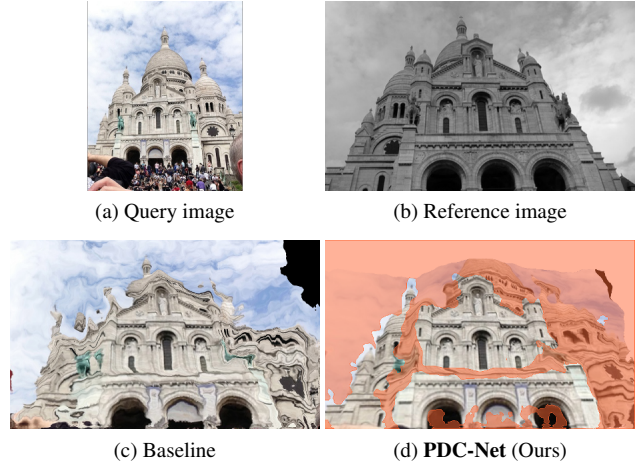 (a) Query image
(b) Reference image
(c) Baseline
(d) PDC-Net (Ours)